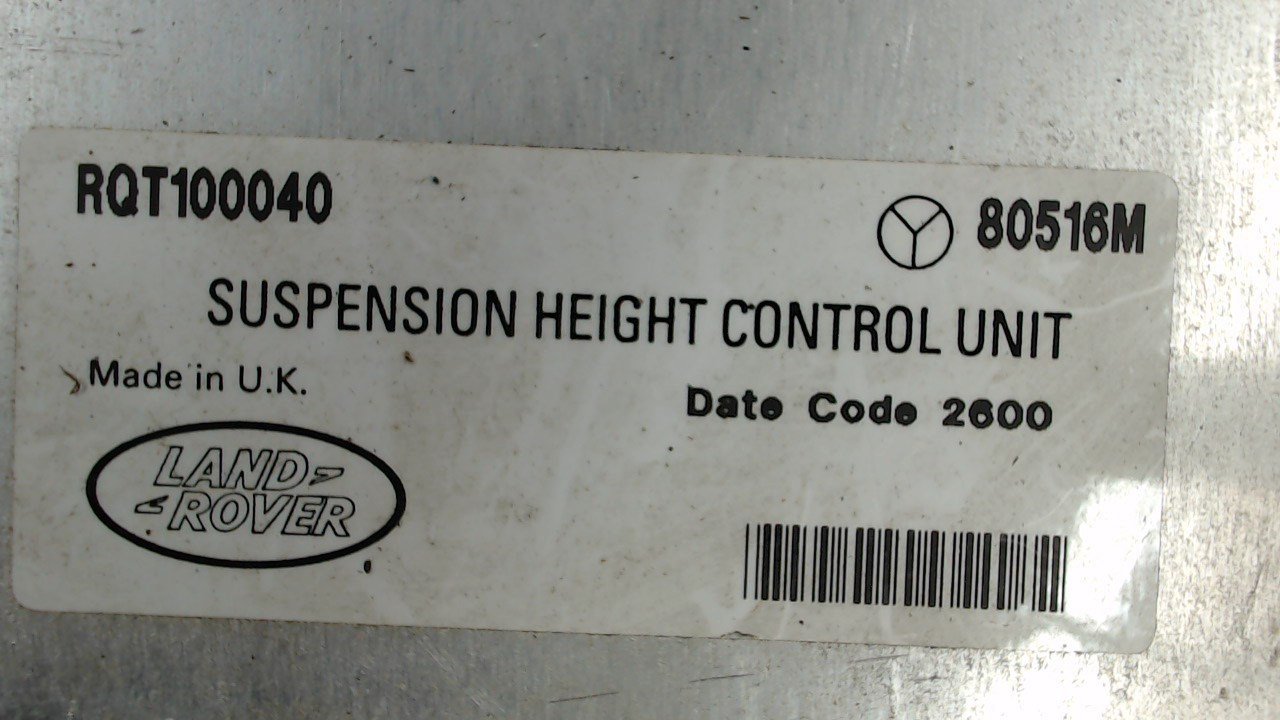 RQT100040
80516M
SUSPENSION HEIGHT CONTROL UNIT
Made in U.K.
Date Code 2600
LAND
ROVER